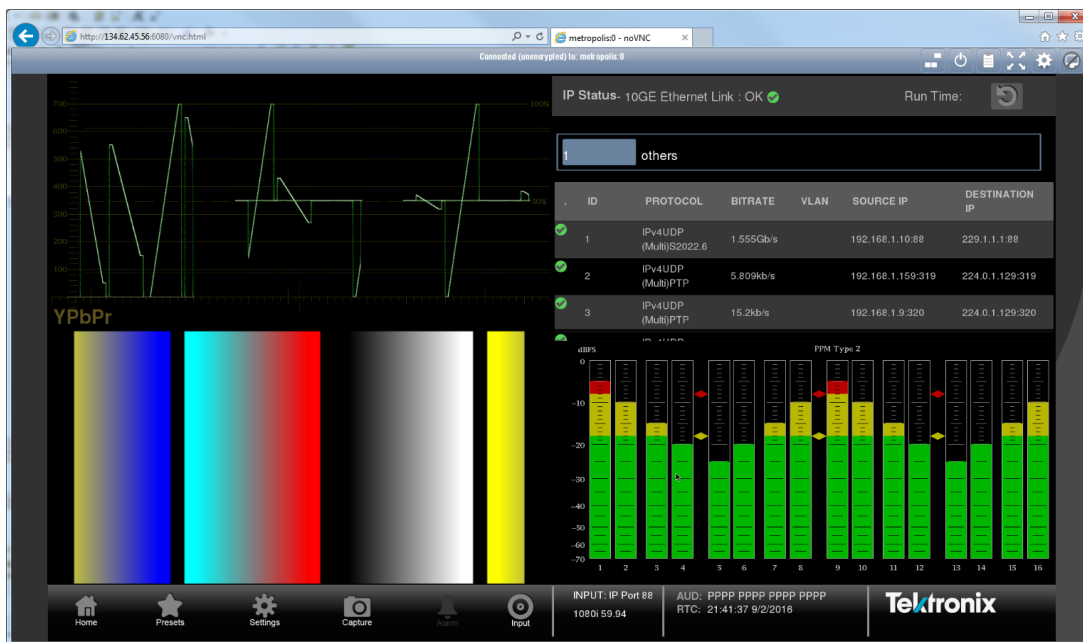 http://134.62.45.56:6080/vnc.html
metropolis:0 - noVNC
Connected (unencrypted) to: metropolis:0
700
600
500
400
300
200
100
100%
50%
YPbPr
IP Status- 10GE Ethernet Link : OK
Run Time:
1 others
. ID PROTOCOL BITRATE VLAN SOURCE IP DESTINATION IP
1 IPv4UDP (Multi)S2022.6 1.555Gb/s 192.168.1.10:88 229.1.1.1:88
2 IPv4UDP (Multi)PTP 5.809kb/s 192.168.1.159:319 224.0.1.129:319
3 IPv4UDP (Multi)PTP 15.2kb/s 192.168.1.9:320 224.0.1.129:320
dBFS PPM Type 2
0
-10
-20
-30
-40
-50
-60
-70
1 2 3 4 5 6 7 8 9 10 11 12 13 14 15 16
Home Presets Settings Capture Alarm Input
INPUT: IP Port 88
1080i 59.94
AUD: PPPP PPPP PPPP PPPP
RTC: 21:41:37 9/2/2016
Tektronix